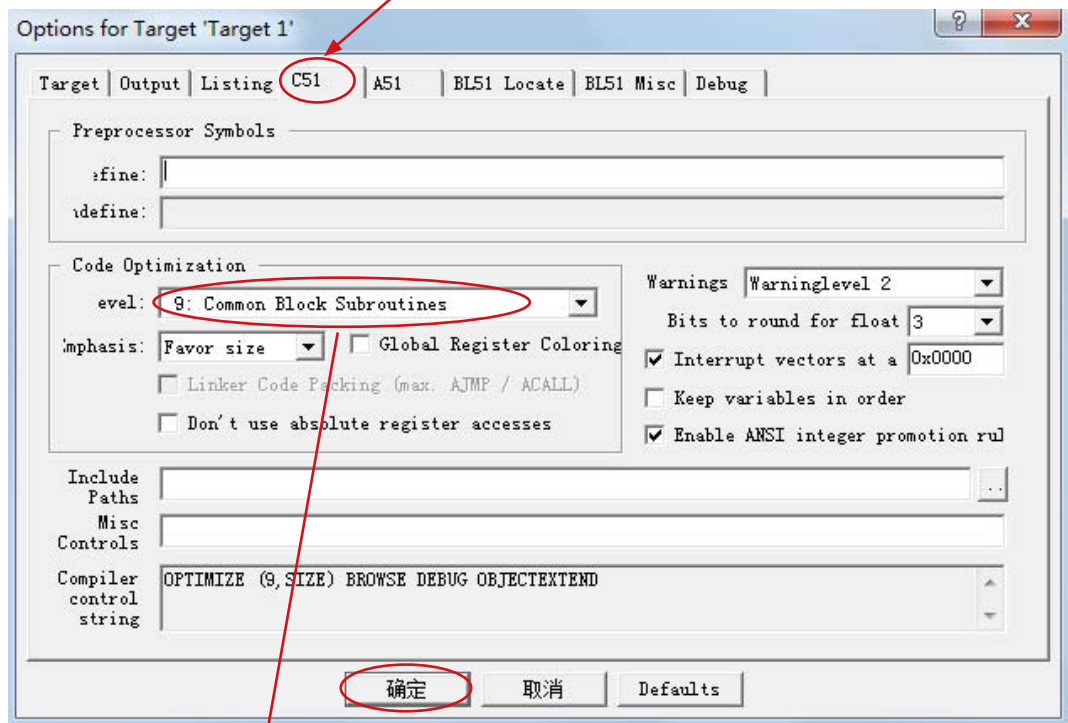 Options for Target 'Target 1'
Target Output Listing C51 A51 BL51 Locate BL51 Misc Debug
Preprocessor Symbols
efine:
define:
Code Optimization
evel: 9: Common Block Subroutines
mphasis: Favor size Global Register Coloring
Linker Code Packing (max. AJMP / ACALL)
Don't use absolute register accesses
Warnings Warninglevel 2
Bits to round for float 3
Interrupt vectors at a 0x0000
Keep variables in order
Enable ANSI integer promotion rul
Include Paths
..
Misc Controls
Compiler control string
OPTIMIZE (9,SIZE) BROWSE DEBUG OBJECTEXTEND
确定 取消 Defaults